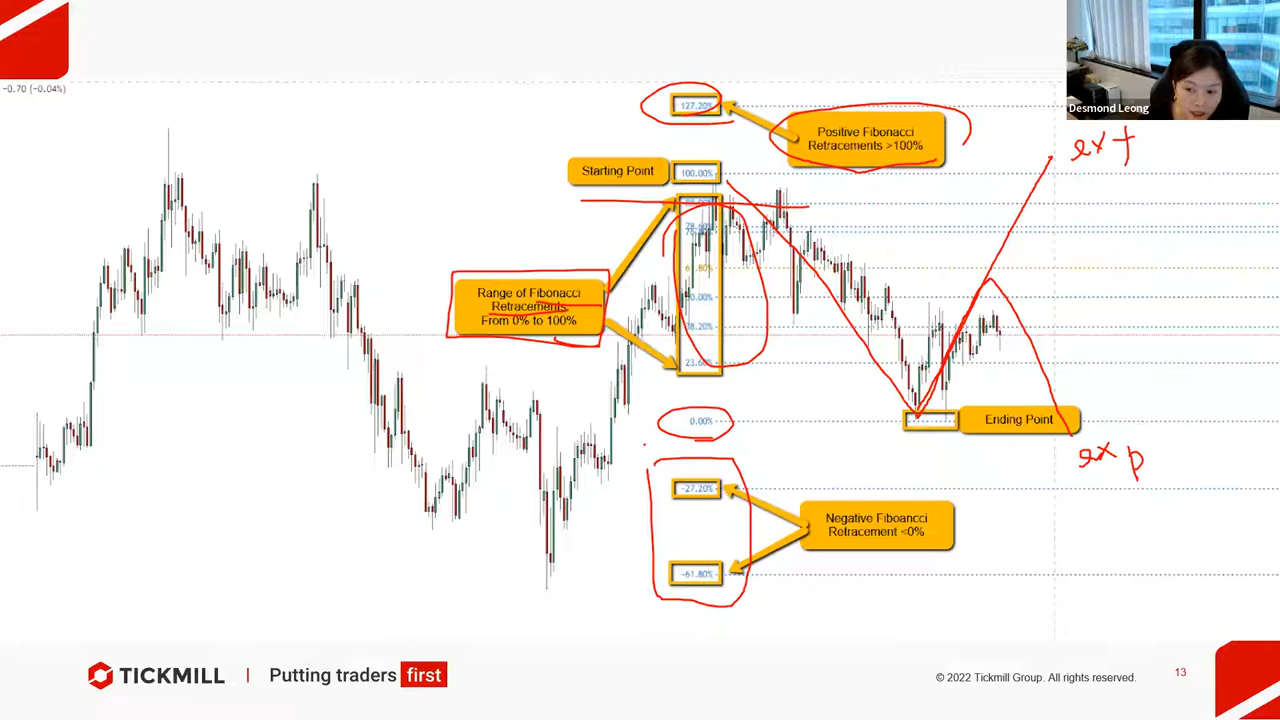 -0.70 (-0.04%)
Desmond Leong
127.20%
Positive Fibonacci
Retracements >100%
ext
Starting Point
100.00%
61.80%
Range of Fibonacci
Retracements
From 0% to 100%
38.20%
23.60%
0.00%
Ending Point
exp
-27.20%
Negative Fiboancci
Retracement <0%
-61.80%
TICKMILL
Putting traders first
© 2022 Tickmill Group. All rights reserved.
13